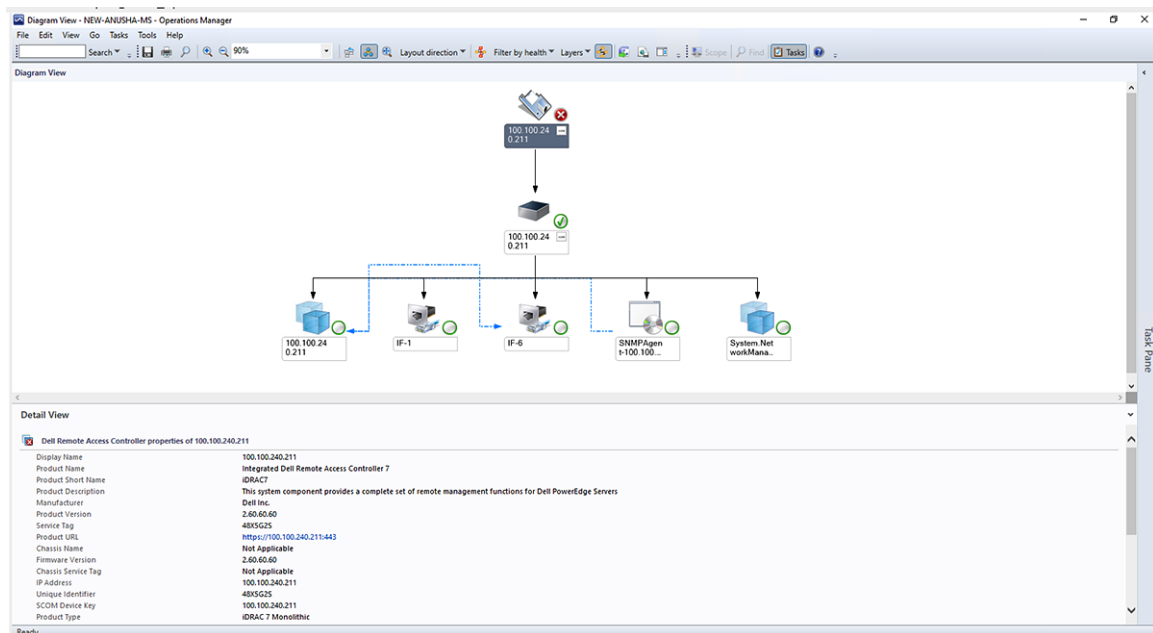 Diagram View - NEW-ANUSHA-MS - Operations Manager
File Edit View Go Tasks Tools Help
Search 90% Layout direction Filter by health Layers Scope Find Tasks
Diagram View
100.100.24
0.211
100.100.24
0.211
100.100.24
0.211
IF-1
IF-6
SNMPAgen
t-100.100...
System.Net
workMana..
Task Pane
Detail View
Dell Remote Access Controller properties of 100.100.240.211
Display Name 100.100.240.211
Product Name Integrated Dell Remote Access Controller 7
Product Short Name iDRAC7
Product Description This system component provides a complete set of remote management functions for Dell PowerEdge Servers
Manufacturer Dell Inc.
Product Version 2.60.60.60
Service Tag 48X5G2S
Product URL https://100.100.240.211:443
Chassis Name Not Applicable
Firmware Version 2.60.60.60
Chassis Service Tag Not Applicable
IP Address 100.100.240.211
Unique Identifier 48X5G2S
SCOM Device Key 100.100.240.211
Product Type iDRAC 7 Monolithic
Ready